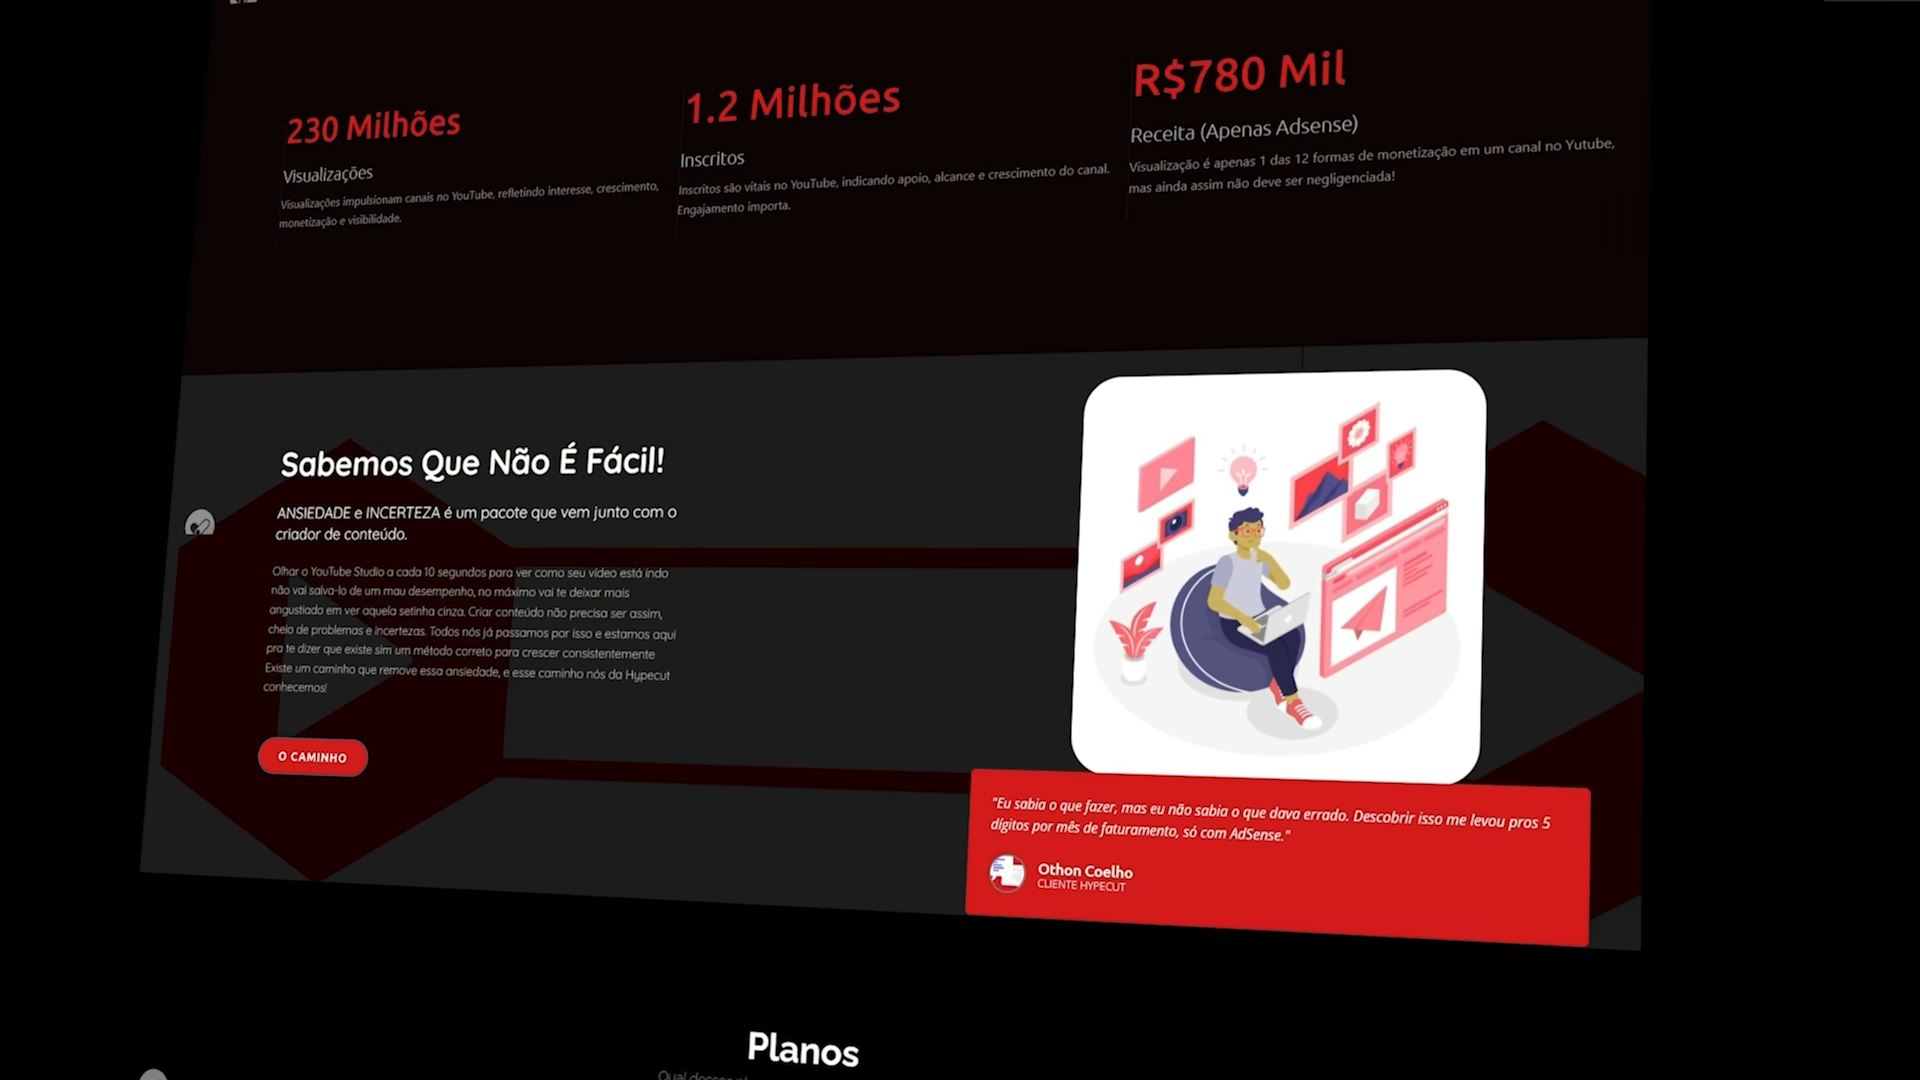 230 Milhões
Visualizações
Visualizações impulsionam canais no YouTube, refletindo interesse, crescimento,
monetização e visibilidade.
1.2 Milhões
Inscritos
Inscritos são vitais no YouTube, indicando apoio, alcance e crescimento do canal.
Engajamento importa.
R$780 Mil
Receita (Apenas Adsense)
Visualização é apenas 1 das 12 formas de monetização em um canal no Yutube,
mas ainda assim não deve ser negligenciada!
Sabemos Que Não É Fácil!
ANSIEDADE e INCERTEZA é um pacote que vem junto com o
criador de conteúdo.
Olhar o YouTube Studio a cada 10 segundos para ver como seu vídeo está indo
não vai salva-lo de um mau desempenho, no máximo vai te deixar mais
angustiado em ver aquela setinha cinza. Criar conteúdo não precisa ser assim,
cheio de problemas e incertezas. Todos nós já passamos por isso e estamos aqui
pra te dizer que existe sim um método correto para crescer consistentemente
Existe um caminho que remove essa ansiedade, e esse caminho nós da Hypecut
conhecemos!
O CAMINHO
"Eu sabia o que fazer, mas eu não sabia o que dava errado. Descobrir isso me levou pros 5
dígitos por mês de faturamento, só com AdSense."
Othon Coelho
CLIENTE HYPECUT
Planos